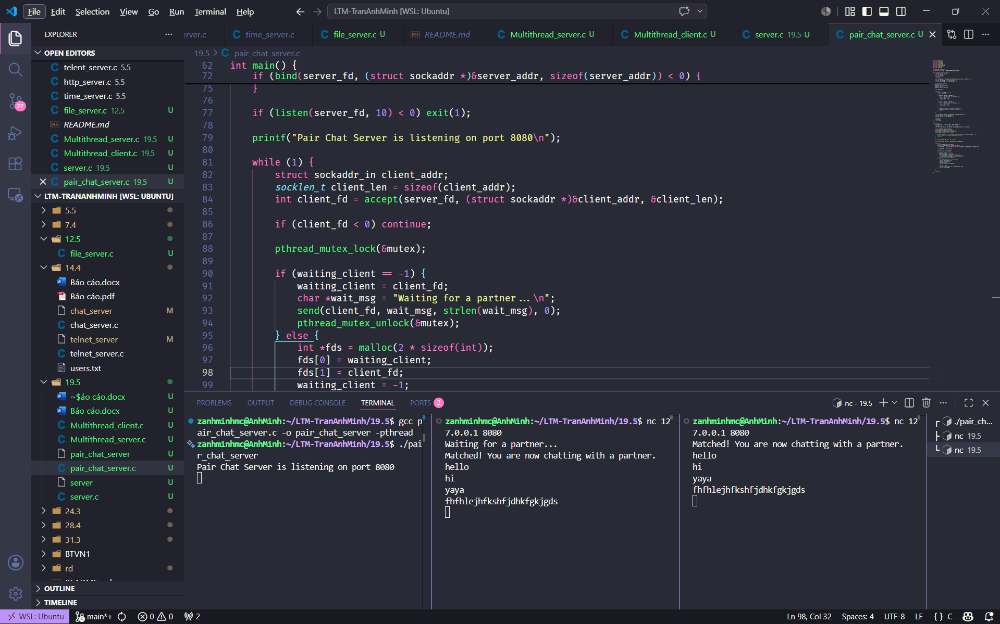 File Edit Selection View Go Run Terminal Help
LTM-TranAnhMinh [WSL: Ubuntu]
EXPLORER
erver.c
time_server.c
file_server.c U
README.md
Multithread_server.c U
Multithread_client.c U
server.c 19.5 U
pair_chat_server.c U
OPEN EDITORS
telent_server.c 5.5
http_server.c 5.5
time_server.c 5.5
file_server.c 12.5 U
README.md
Multithread_server.c 19.5 U
Multithread_client.c 19.5 U
server.c 19.5 U
pair_chat_server.c 19.5 U
LTM-TRANANHMINH [WSL: UBUNTU]
5.5
7.4
12.5
file_server.c U
14.4
Báo cáo.docx
Báo cáo.pdf
chat_server M
chat_server.c
telnet_server M
telnet_server.c
users.txt
19.5
~$áo cáo.docx U
Báo cáo.docx U
Multithread_client.c U
Multithread_server.c U
pair_chat_server U
pair_chat_server.c U
server U
server.c U
24.3
28.4
31.3
BTVN1
rd
OUTLINE
TIMELINE
27
19.5 > pair_chat_server.c
62 int main() {
72 if (bind(server_fd, (struct sockaddr *)&server_addr, sizeof(server_addr)) < 0) {
75 }
76
77 if (listen(server_fd, 10) < 0) exit(1);
78
79 printf("Pair Chat Server is listening on port 8080\n");
80
81 while (1) {
82 struct sockaddr_in client_addr;
83 socklen_t client_len = sizeof(client_addr);
84 int client_fd = accept(server_fd, (struct sockaddr *)&client_addr, &client_len);
85
86 if (client_fd < 0) continue;
87
88 pthread_mutex_lock(&mutex);
89
90 if (waiting_client == -1) {
91 waiting_client = client_fd;
92 char *wait_msg = "Waiting for a partner...\n";
93 send(client_fd, wait_msg, strlen(wait_msg), 0);
94 pthread_mutex_unlock(&mutex);
95 } else {
96 int *fds = malloc(2 * sizeof(int));
97 fds[0] = waiting_client;
98 fds[1] = client_fd;
99 waiting_client = -1;
PROBLEMS OUTPUT DEBUG CONSOLE TERMINAL PORTS 2
nc - 19.5
zanhminhmc@AnhMinh:~/LTM-TranAnhMinh/19.5$ gcc p
air_chat_server.c -o pair_chat_server -pthread
zanhminhmc@AnhMinh:~/LTM-TranAnhMinh/19.5$ ./pai
r_chat_server
Pair Chat Server is listening on port 8080
zanhminhmc@AnhMinh:~/LTM-TranAnhMinh/19.5$ nc 12
7.0.0.1 8080
Waiting for a partner...
Matched! You are now chatting with a partner.
hello
hi
yaya
fhfhlejhfkshfjdhkfgkjgds
zanhminhmc@AnhMinh:~/LTM-TranAnhMinh/19.5$ nc 12
7.0.0.1 8080
Matched! You are now chatting with a partner.
hello
hi
yaya
fhfhlejhfkshfjdhkfgkjgds
./pair_ch...
nc 19.5
nc 19.5
WSL: Ubuntu main*+ 0 0 2
Ln 98, Col 32 Spaces: 4 UTF-8 LF {} C